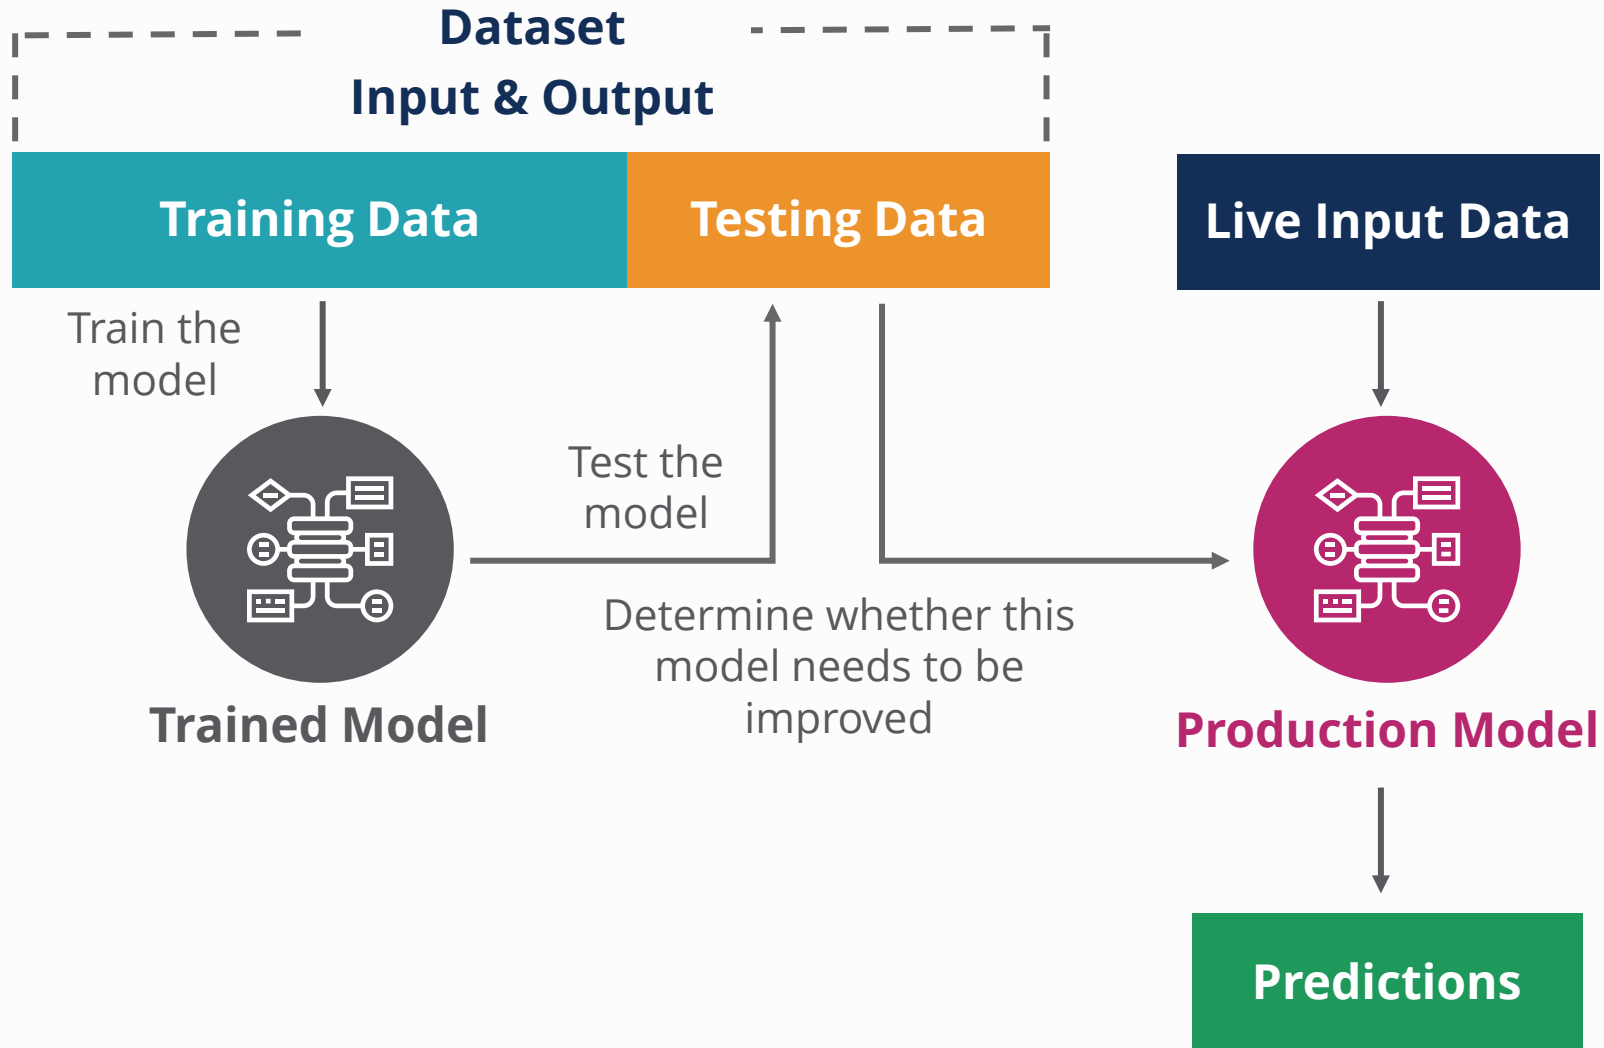 Dataset
Input & Output
Training Data
Testing Data
Live Input Data
Train the
model
Test the
model
Determine whether this
model needs to be
improved
Trained Model
Production Model
Predictions